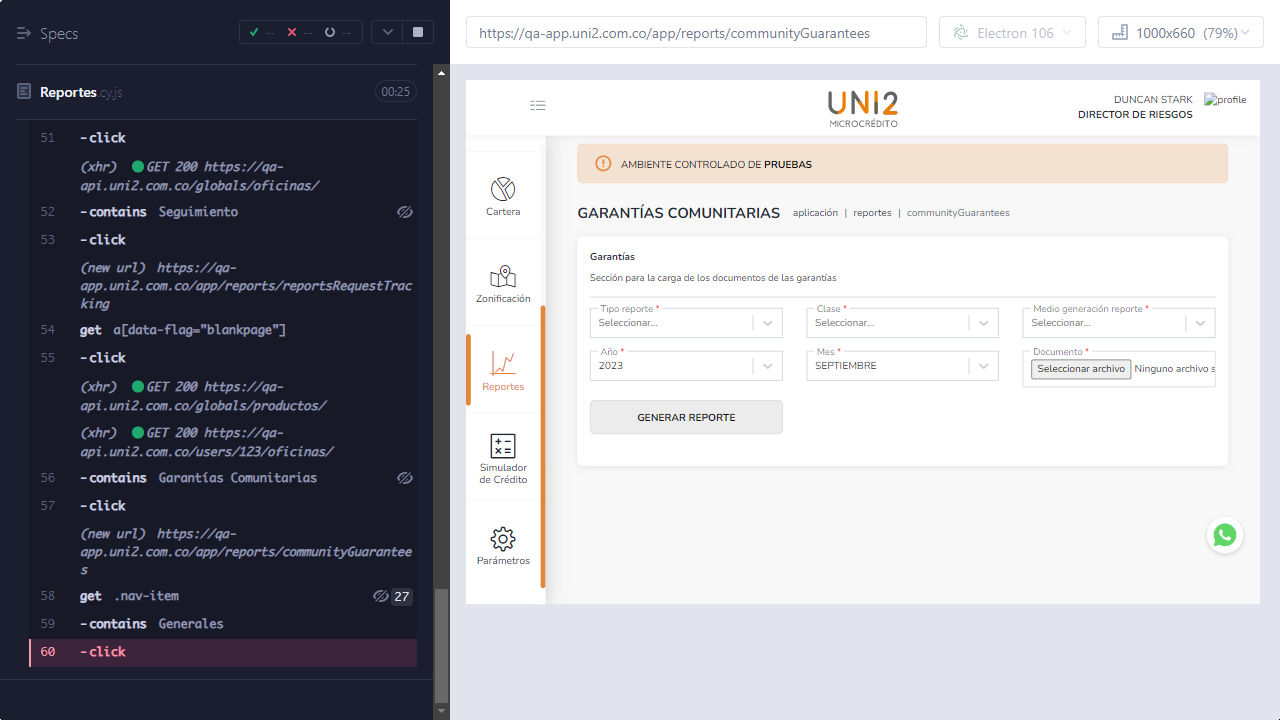 Specs
--
--
--
https://qa-app.uni2.com.co/app/reports/communityGuarantees
Electron 106
1000x660 (79%)
Reportes.cy.js
00:25
51 -click
(xhr) GET 200 https://qa-
api.uni2.com.co/globals/oficinas/
52 -contains Seguimiento
53 -click
(new url) https://qa-
app.uni2.com.co/app/reports/reportsRequestTrac
king
54 get a[data-flag="blankpage"]
55 -click
(xhr) GET 200 https://qa-
api.uni2.com.co/globals/productos/
(xhr) GET 200 https://qa-
api.uni2.com.co/users/123/oficinas/
56 -contains Garantías Comunitarias
57 -click
(new url) https://qa-
app.uni2.com.co/app/reports/communityGuarantee
s
58 get .nav-item 27
59 -contains Generales
60 -click
UNI2
MICROCRÉDITO
DUNCAN STARK
DIRECTOR DE RIESGOS
profile
Cartera
Zonificación
Reportes
Simulador
de Crédito
Parámetros
AMBIENTE CONTROLADO DE PRUEBAS
GARANTÍAS COMUNITARIAS aplicación | reportes | communityGuarantees
Garantías
Sección para la carga de los documentos de las garantías
Tipo reporte *
Seleccionar...
Clase *
Seleccionar...
Medio generación reporte *
Seleccionar...
Año *
2023
Mes *
SEPTIEMBRE
Documento *
Seleccionar archivo Ninguno archivo s
GENERAR REPORTE